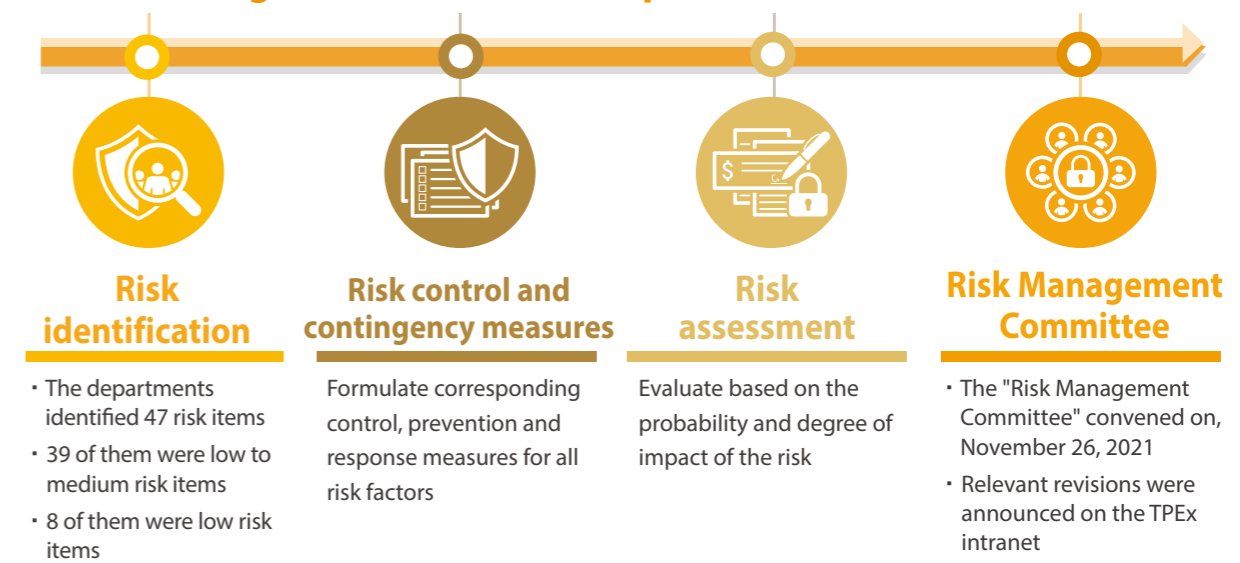 Risk
identification
· The departments
identified 47 risk items
· 39 of them were low to
medium risk items
· 8 of them were low risk
items
Risk control and
contingency measures
Formulate corresponding
control, prevention and
response measures for all
risk factors
Risk
assessment
Evaluate based on the
probability and degree of
impact of the risk
Risk Management
Committee
· The "Risk Management
Committee" convened on,
November 26, 2021
· Relevant revisions were
announced on the TPEx
intranet